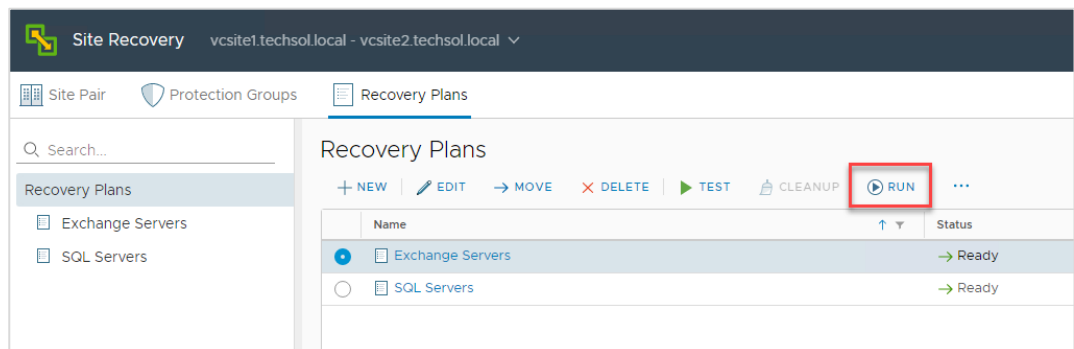 Site Recovery vcsite1.techsol.local - vcsite2.techsol.local
Site Pair Protection Groups Recovery Plans
Search...
Recovery Plans
Exchange Servers
SQL Servers
Recovery Plans
NEW EDIT MOVE DELETE TEST CLEANUP RUN ...
Name Status
Exchange Servers Ready
SQL Servers Ready